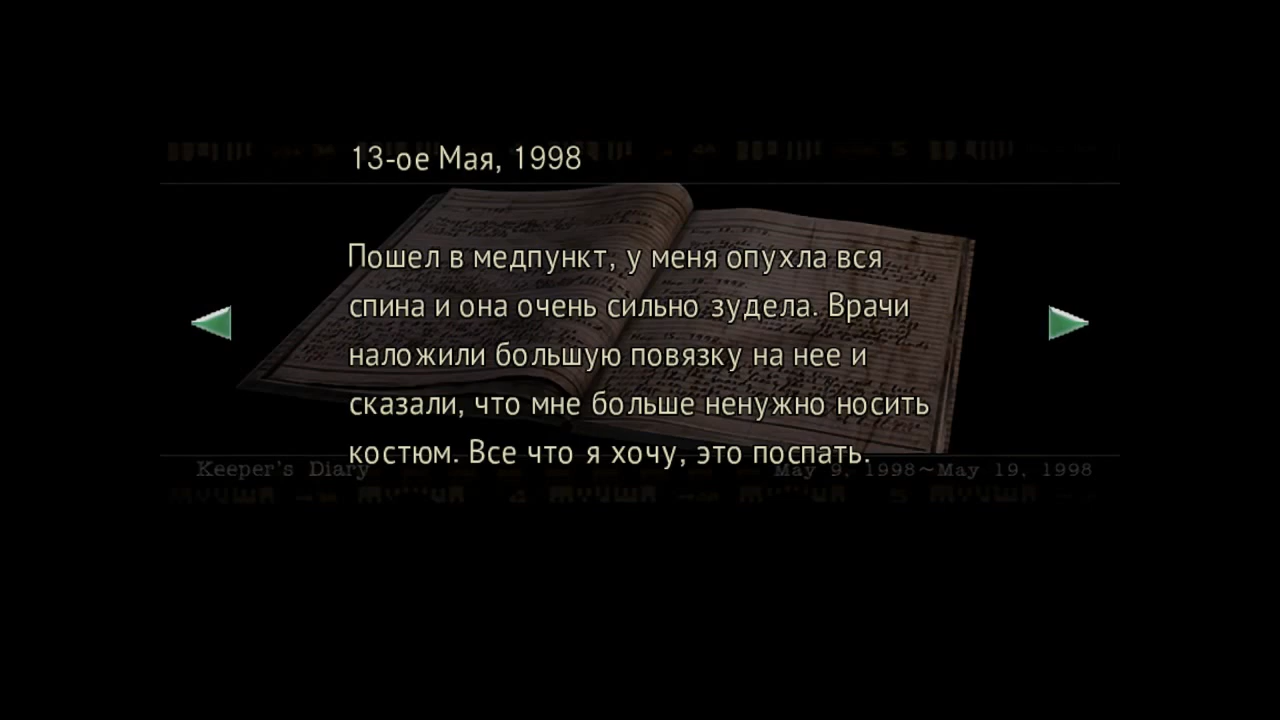 13-ое Мая, 1998
Пошел в медпункт, у меня опухла вся
спина и она очень сильно зудела. Врачи
наложили большую повязку на нее и
сказали, что мне больше ненужно носить
костюм. Все что я хочу, это поспать.
Keeper's Diary
May 9, 1998~May 19, 1998